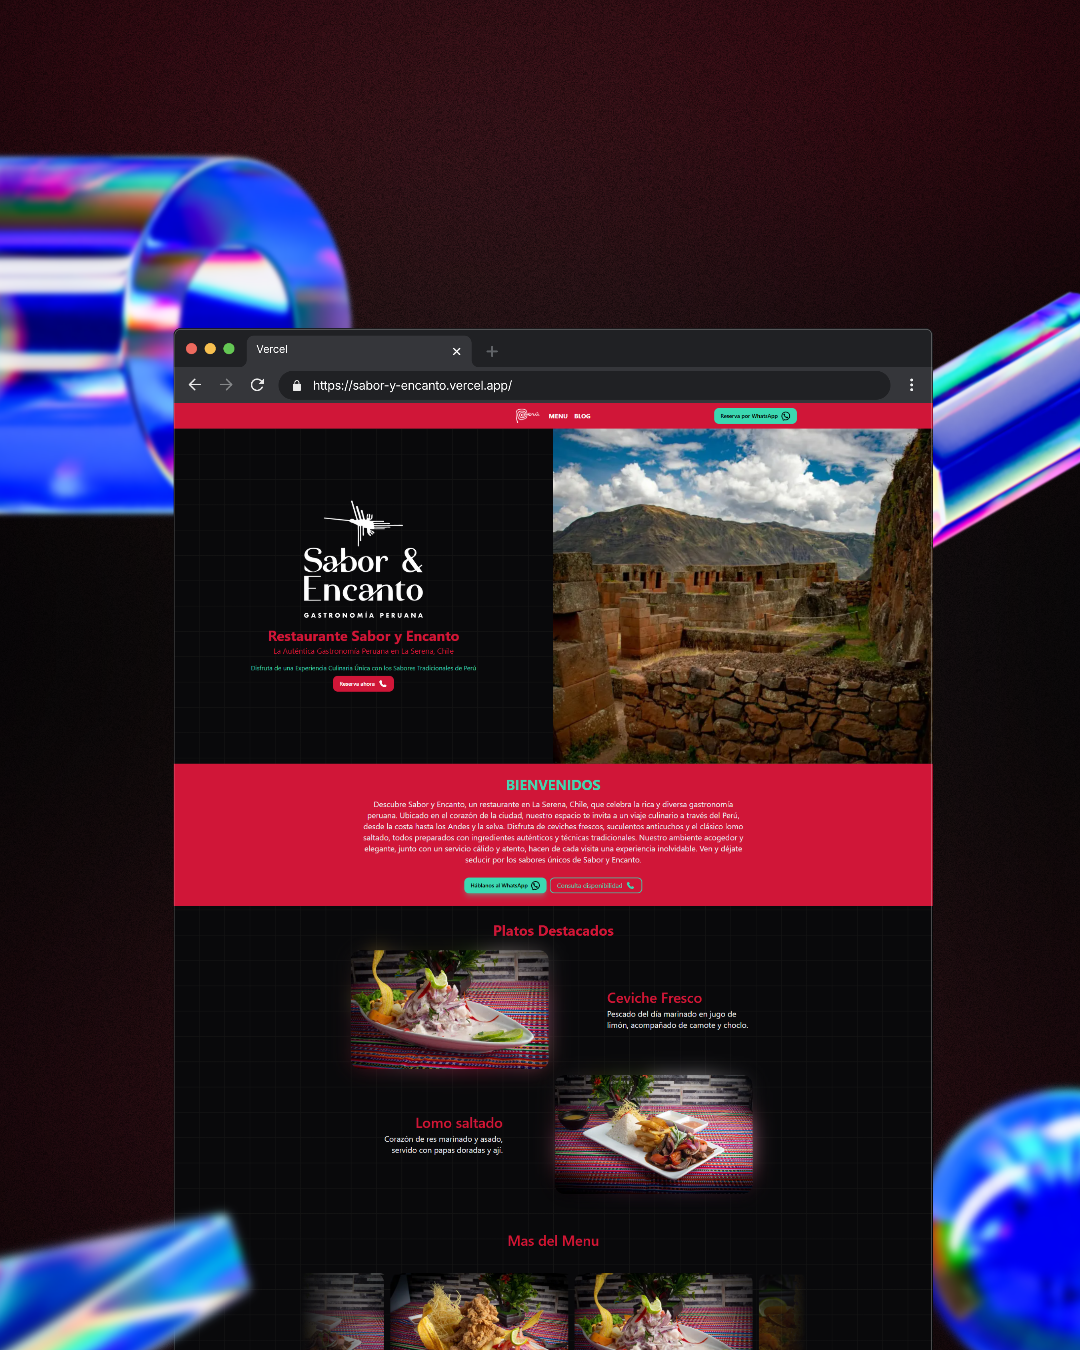 Vercel
https://sabor-y-encanto.vercel.app/
MENU BLOG
Reserva por WhatsApp
Sabor &
Encanto
GASTRONOMÍA PERUANA
Restaurante Sabor y Encanto
La Auténtica Gastronomía Peruana en La Serena, Chile
Disfruta de una Experiencia Culinaria Única con los Sabores Tradicionales de Perú
Reserva ahora
BIENVENIDOS
Descubre Sabor y Encanto, un restaurante en La Serena, Chile, que celebra la rica y diversa gastronomía
peruana. Ubicado en el corazón de la ciudad, nuestro espacio te invita a un viaje culinario a través del Perú,
desde la costa hasta los Andes y la selva. Disfruta de ceviches frescos, suculentos anticuchos y el clásico lomo
saltado, todos preparados con ingredientes auténticos y técnicas tradicionales. Nuestro ambiente acogedor y
elegante, junto con un servicio cálido y atento, hacen de cada visita una experiencia inolvidable. Ven y déjate
seducir por los sabores únicos de Sabor y Encanto.
Háblanos al WhatsApp
Consulta disponibilidad
Platos Destacados
Ceviche Fresco
Pescado del día marinado en jugo de
limón, acompañado de camote y choclo.
Lomo saltado
Corazón de res marinado y asado,
servido con papas doradas y ají.
Mas del Menu